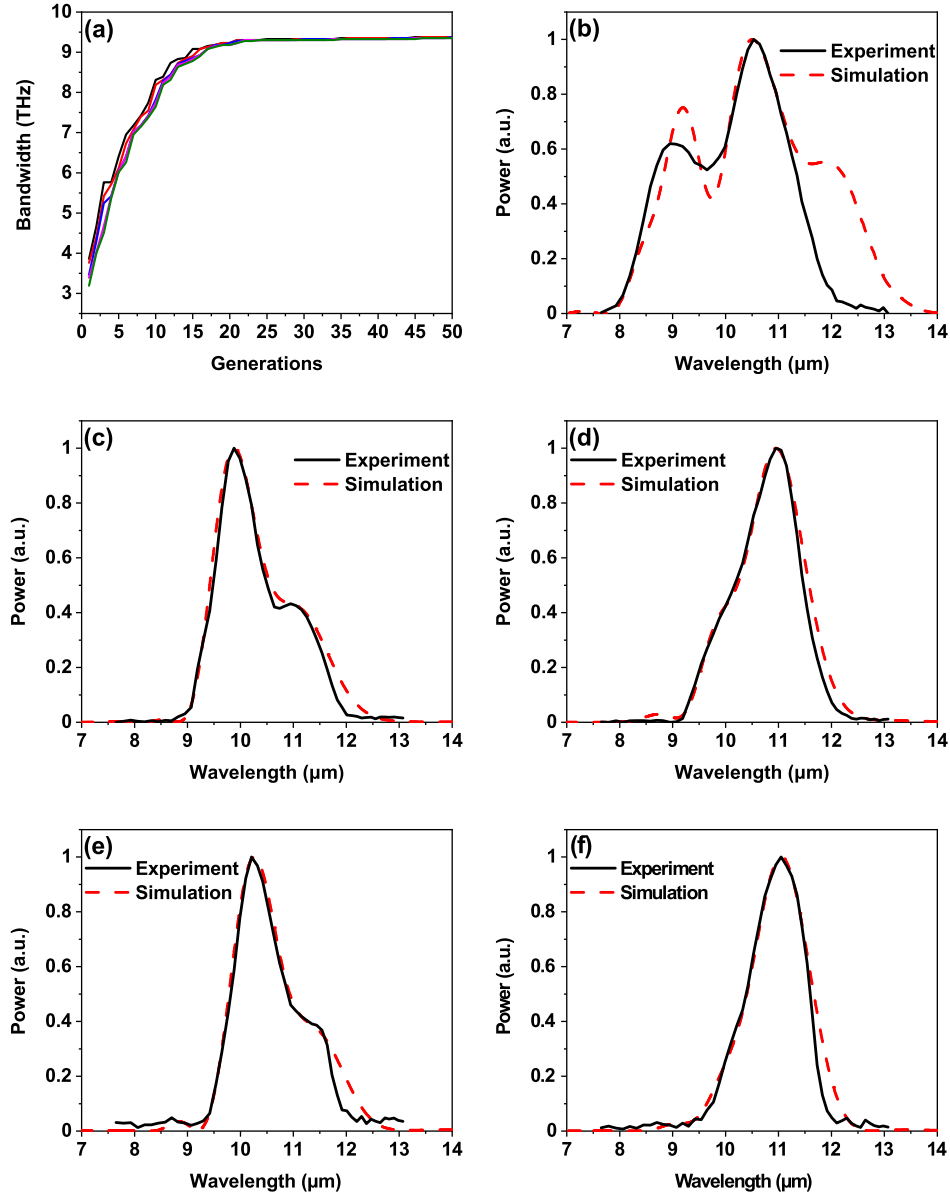 (a)
Bandwidth (THz)
10
9
8
7
6
5
4
3
0 5 10 15 20 25 30 35 40 45 50
Generations
(b)
Experiment
Simulation
Power (a.u.)
1
0.8
0.6
0.4
0.2
0
7 8 9 10 11 12 13 14
Wavelength (µm)
(c)
Experiment
Simulation
Power (a.u.)
1
0.8
0.6
0.4
0.2
0
7 8 9 10 11 12 13 14
Wavelength (µm)
(d)
Experiment
Simulation
Power (a.u.)
1
0.8
0.6
0.4
0.2
0
7 8 9 10 11 12 13 14
Wavelength (µm)
(e)
Experiment
Simulation
Power (a.u.)
1
0.8
0.6
0.4
0.2
0
7 8 9 10 11 12 13 14
Wavelength (µm)
(f)
Experiment
Simulation
Power (a.u.)
1
0.8
0.6
0.4
0.2
0
7 8 9 10 11 12 13 14
Wavelength (µm)